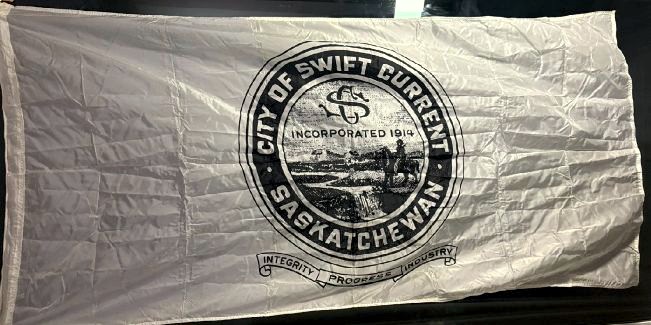 CITY OF SWIFT CURRENT
INCORPORATED 1914
SASKATCHEWAN
INTEGRITY PROGRESS INDUSTRY